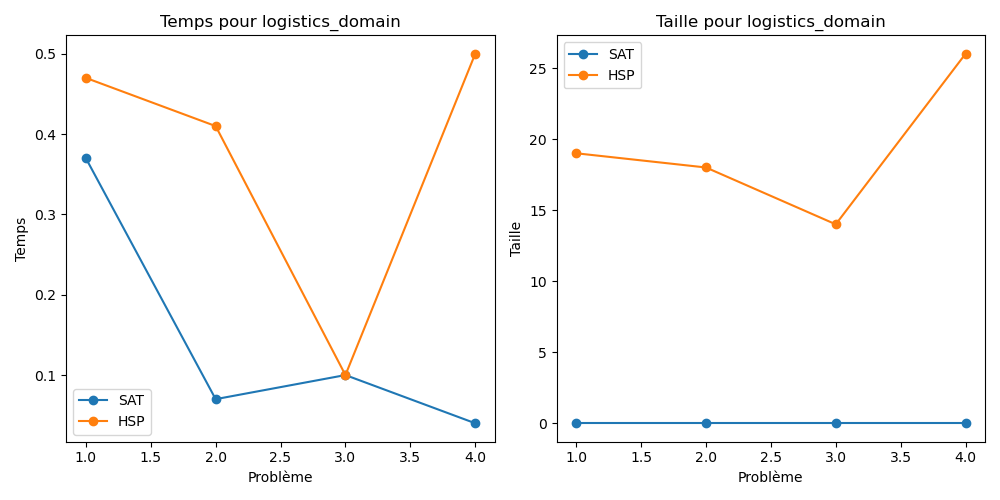 Temps pour logistics_domain
0.5
0.4
0.3
0.2
0.1
Temps
SAT
HSP
1.0 1.5 2.0 2.5 3.0 3.5 4.0
Problème
Taille pour logistics_domain
SAT
HSP
25
20
15
10
5
0
Taille
1.0 1.5 2.0 2.5 3.0 3.5 4.0
Problème